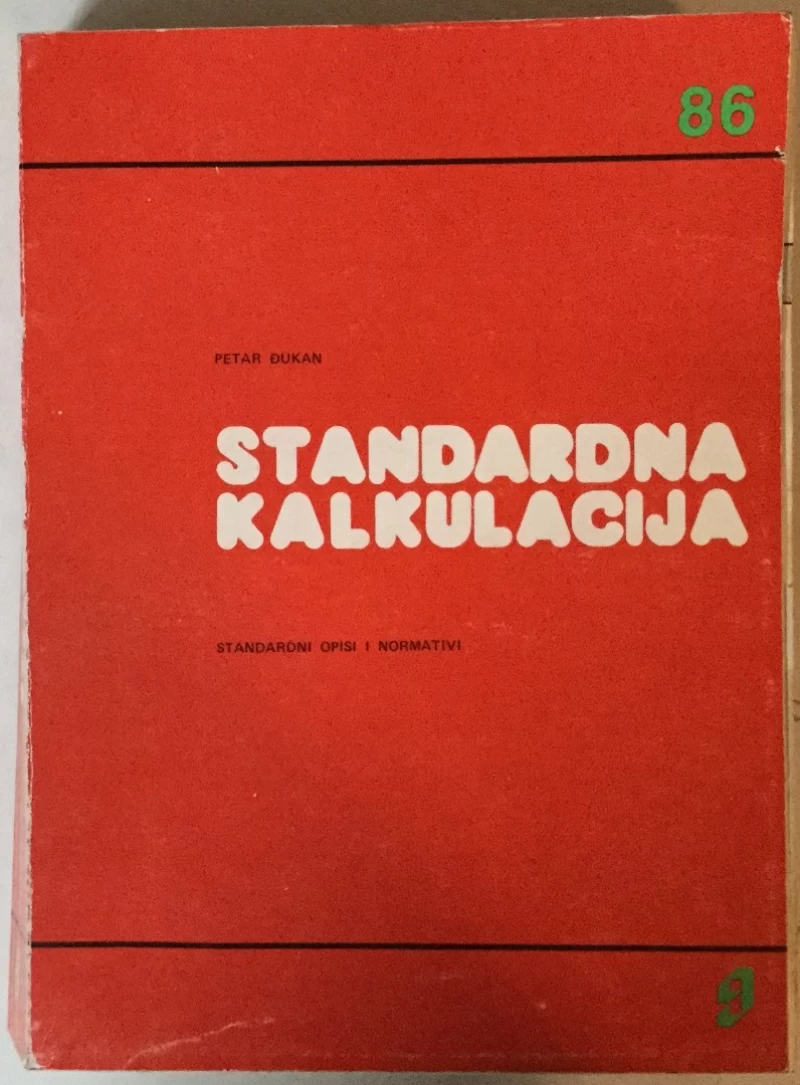 86
PETAR ĐUKAN
STANDARDNA
KALKULACIJA
STANDARDNI OPISI I NORMATIVI